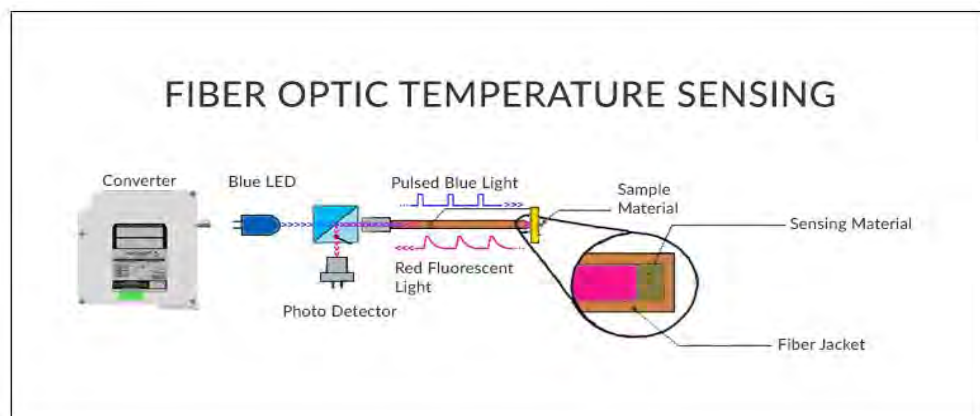 FIBER OPTIC TEMPERATURE SENSING
Converter
Blue LED
Pulsed Blue Light
Sample
Material
Sensing Material
Red Fluorescent
Light
Photo Detector
Fiber Jacket